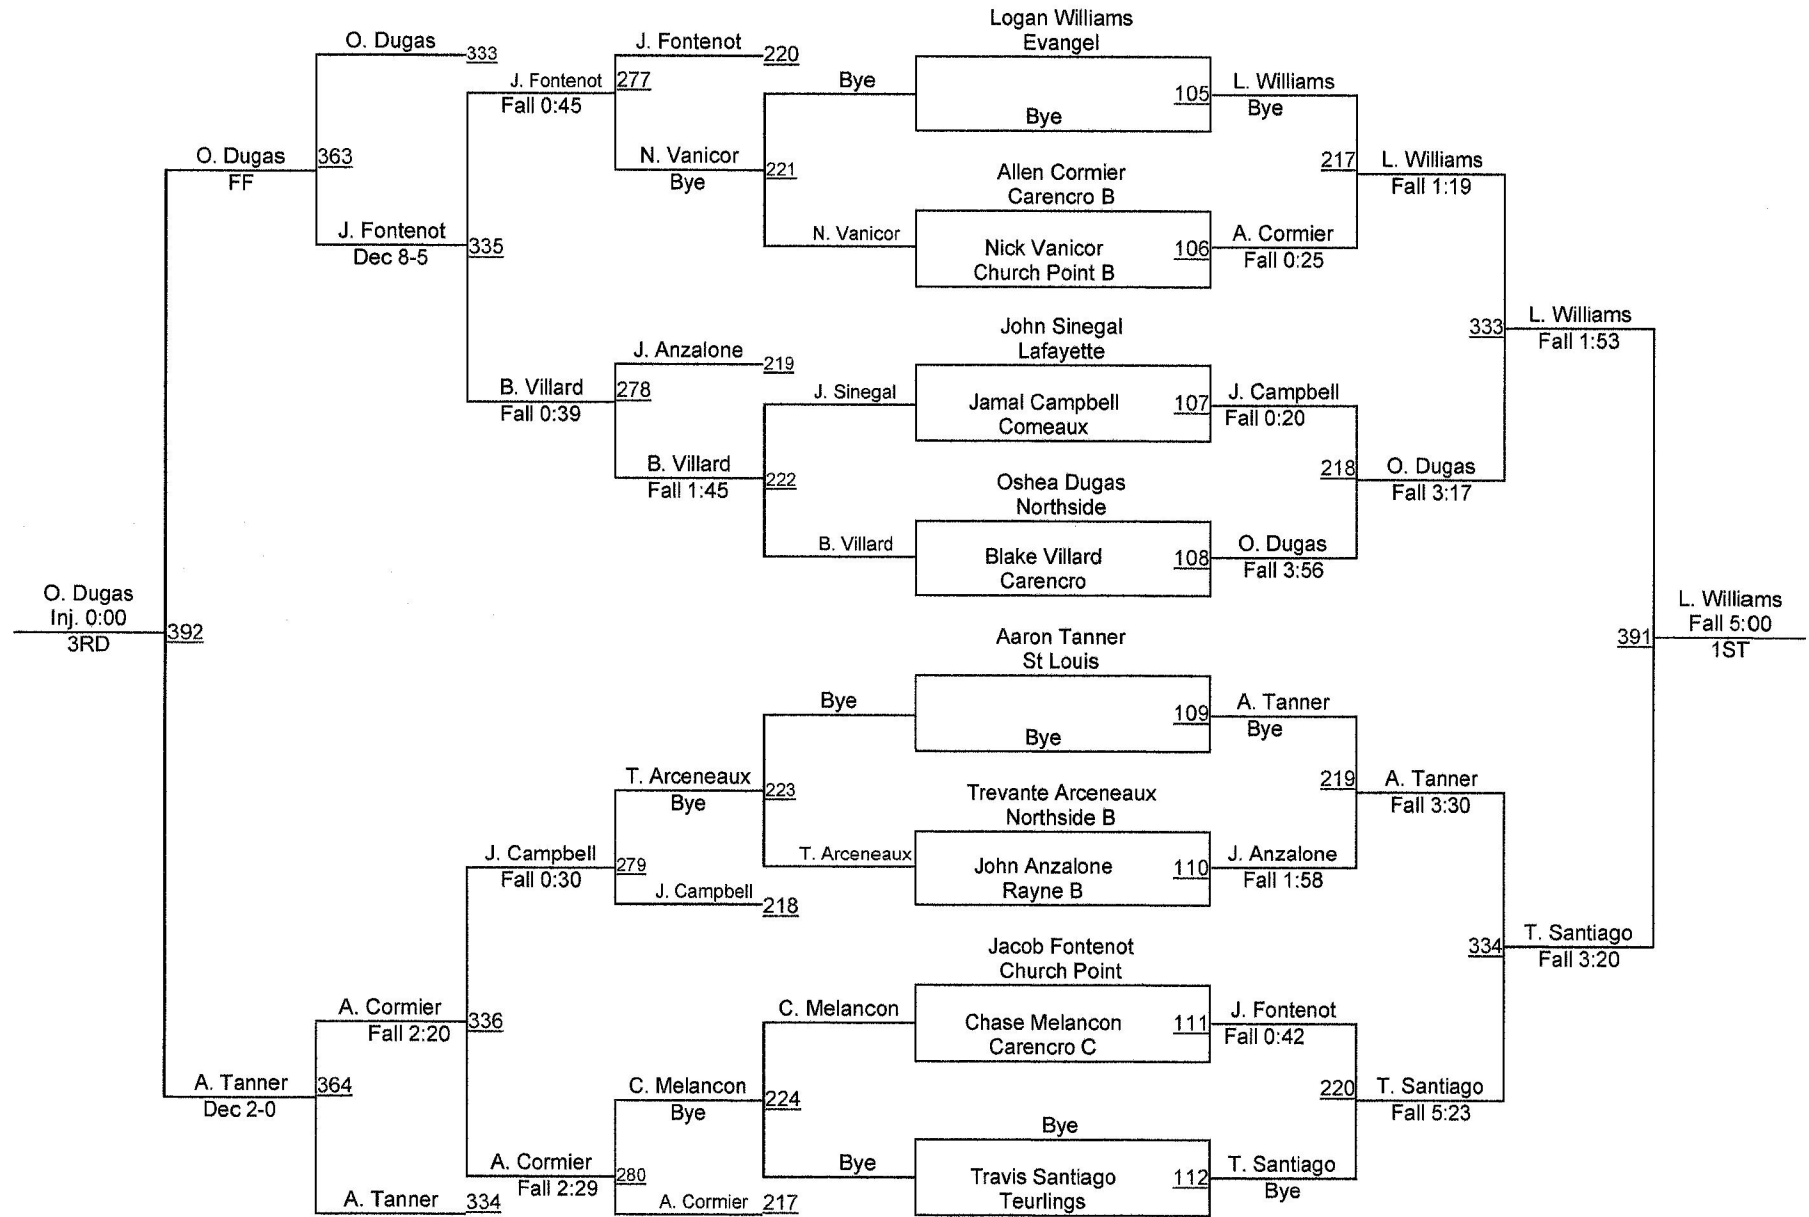 Logan Williams
Evangel
O. Dugas
333
J. Fontenot
220
J. Fontenot
277
Fall 0:45
Bye
Bye
105
L. Williams
Bye
O. Dugas
363
FF
N. Vanicor
221
Bye
217
L. Williams
Fall 1:19
Allen Cormier
Carencro B
J. Fontenot
335
Dec 8-5
N. Vanicor
Nick Vanicor
Church Point B
106
A. Cormier
Fall 0:25
John Sinegal
Lafayette
333
L. Williams
Fall 1:53
J. Anzalone
219
B. Villard
278
Fall 0:39
J. Sinegal
Jamal Campbell
Comeaux
107
J. Campbell
Fall 0:20
B. Villard
222
Fall 1:45
218
O. Dugas
Fall 3:17
Oshea Dugas
Northside
B. Villard
Blake Villard
Carencro
108
O. Dugas
Fall 3:56
O. Dugas
Inj. 0:00
3RD
392
L. Williams
Fall 5:00
1ST
391
Aaron Tanner
St Louis
Bye
Bye
109
A. Tanner
Bye
T. Arceneaux
Bye
223
219
A. Tanner
Fall 3:30
Trevante Arceneaux
Northside B
J. Campbell
Fall 0:30
279
T. Arceneaux
John Anzalone
Rayne B
110
J. Anzalone
Fall 1:58
J. Campbell
218
334
T. Santiago
Fall 3:20
Jacob Fontenot
Church Point
A. Cormier
Fall 2:20
336
C. Melancon
Chase Melancon
Carencro C
111
J. Fontenot
Fall 0:42
A. Tanner
Dec 2-0
364
C. Melancon
Bye
224
220
T. Santiago
Fall 5:23
Bye
A. Cormier
Fall 2:29
280
Bye
Travis Santiago
Teurlings
112
T. Santiago
Bye
A. Tanner
334
A. Cormier
217